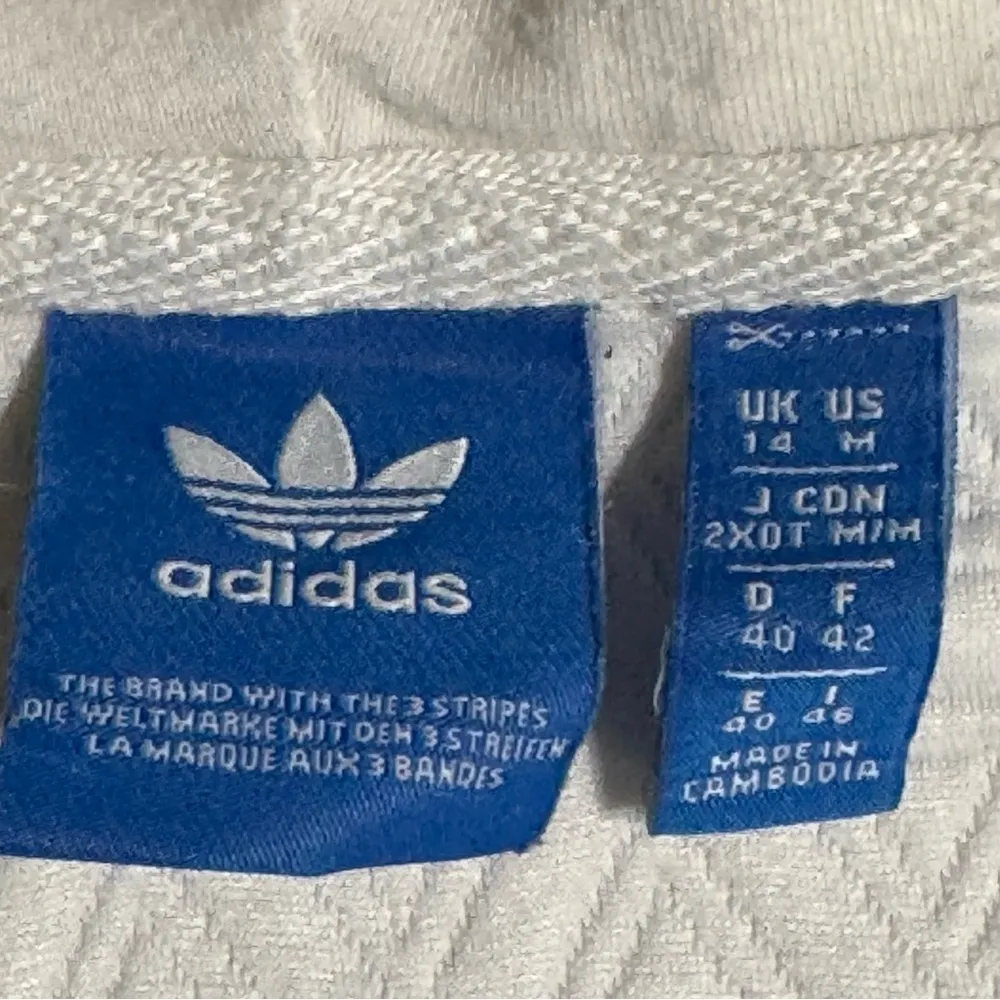 adidas
THE BRAND WITH THE 3 STRIPES
DIE WELTMARKE MIT DEN 3 STREIFEN
LA MARQUE AUX 3 BANDES
UK US
14 M
J CDN
2XOT M/M
D F
40 42
E I
40 46
MADE IN
CAMBODIA